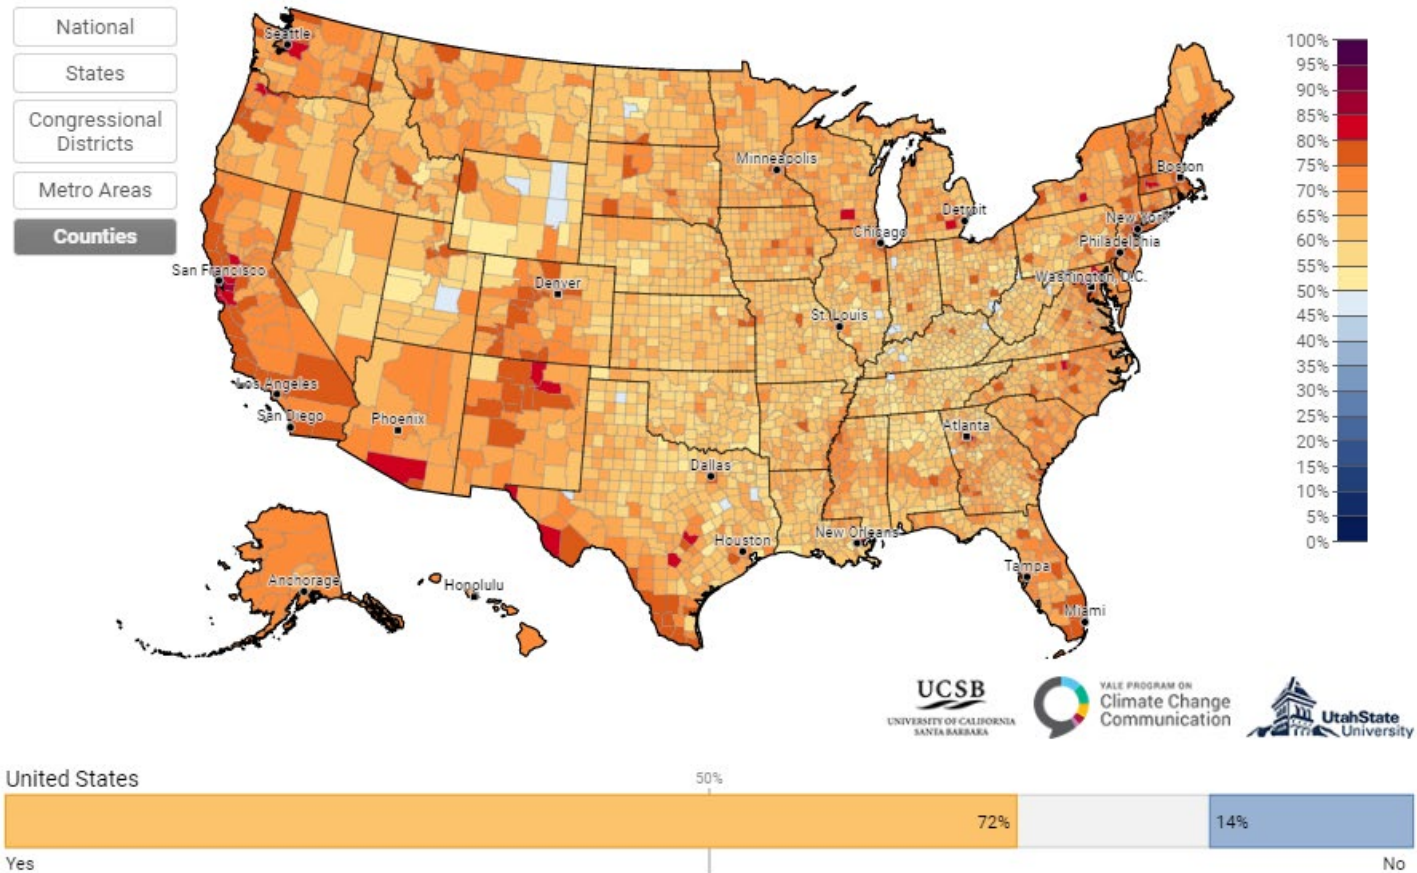 National
States
Congressional
Districts
Metro Areas
Counties
Seattle
Minneapolis
Boston
Detroit
New York
Chicago
Philadelphia
San Francisco
Washington, D.C.
Denver
St. Louis
Los Angeles
San Diego
Phoenix
Atlanta
Dallas
New Orleans
Houston
Tampa
Anchorage
Honolulu
Miami
100%
95%
90%
85%
80%
75%
70%
65%
60%
55%
50%
45%
40%
35%
30%
25%
20%
15%
10%
5%
0%
UCSB
UNIVERSITY OF CALIFORNIA
SANTA BARBARA
YALE PROGRAM ON
Climate Change
Communication
UtahState
University
United States
50%
72%
14%
Yes
No